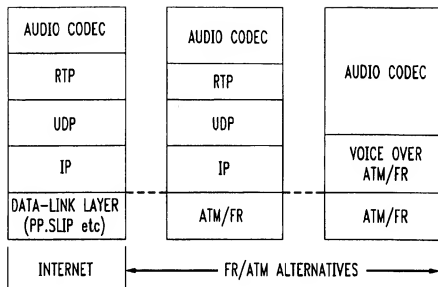 AUDIO CODEC
RTP
UDP
IP
DATA-LINK LAYER
(PP.SLIP etc)
INTERNET
AUDIO CODEC
RTP
UDP
IP
ATM/FR
AUDIO CODEC
VOICE OVER
ATM/FR
ATM/FR
FR/ATM ALTERNATIVES